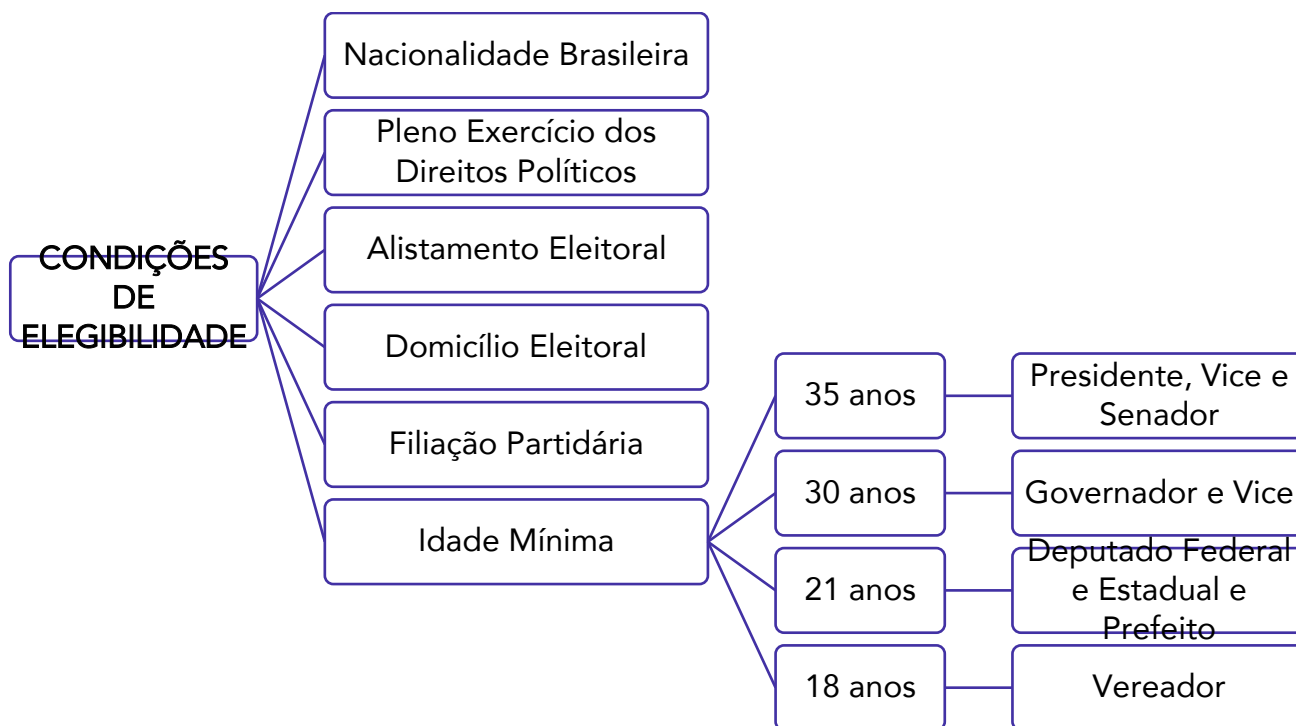 CONDIÇÕES
DE
ELEGIBILIDADE
Nacionalidade Brasileira
Pleno Exercício dos
Direitos Políticos
Alistamento Eleitoral
Domicílio Eleitoral
Filiação Partidária
Idade Mínima
35 anos
Presidente, Vice e
Senador
30 anos
Governador e Vice
21 anos
Deputado Federal
e Estadual e
Prefeito
18 anos
Vereador